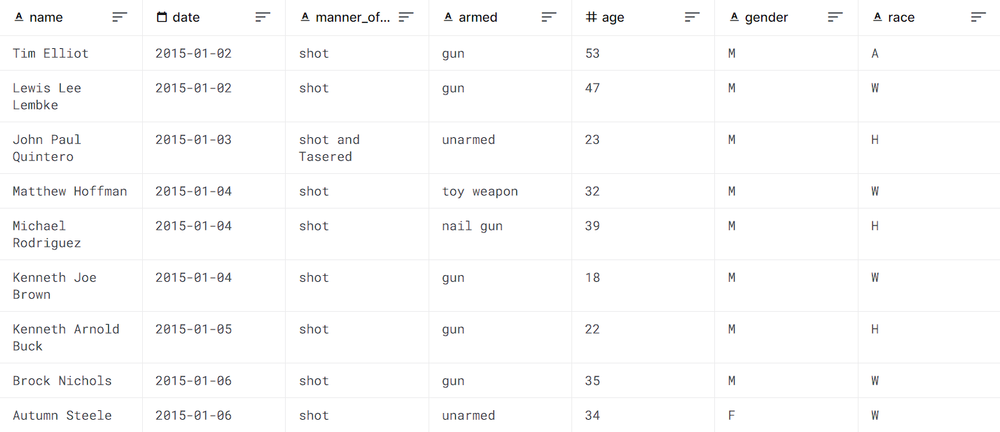 name date manner_of... armed age gender race
Tim Elliot 2015-01-02 shot gun 53 M A
Lewis Lee 2015-01-02 shot gun 47 M W
Lembke
John Paul 2015-01-03 shot and unarmed 23 M H
Quintero Tasered
Matthew Hoffman 2015-01-04 shot toy weapon 32 M W
Michael 2015-01-04 shot nail gun 39 M H
Rodriguez
Kenneth Joe 2015-01-04 shot gun 18 M W
Brown
Kenneth Arnold 2015-01-05 shot gun 22 M H
Buck
Brock Nichols 2015-01-06 shot gun 35 M W
Autumn Steele 2015-01-06 shot unarmed 34 F W